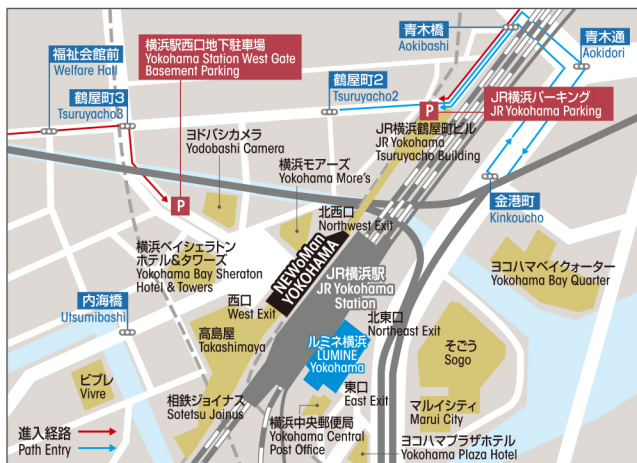 青木橋
Aokibashi
青木通
Aokidori
福祉会館前
Welfare Hall
横浜駅西口地下駐車場
Yokohama Station West Gate
Basement Parking
鶴屋町2
Tsuruyacho2
鶴屋町3
Tsuruyacho3
P
JR横浜パーキング
JR Yokohama Parking
ヨドバシカメラ
Yodobashi Camera
JR横浜鶴屋町ビル
JR Yokohama
Tsuruyacho Building
横浜モアーズ
Yokohama More's
P
金港町
Kinkoucho
北西口
Northwest Exit
横浜ベイシェラトン
ホテル&タワーズ
Yokohama Bay Sheraton
Hotel & Towers
NEWoMan
YOKOHAMA
JR横浜駅
JR Yokohama
Station
ヨコハマベイクォーター
Yokohama Bay Quarter
西口
West Exit
内海橋
Utsumibashi
北東口
Northeast Exit
高島屋
Takashimaya
ルミネ横浜
LUMINE
Yokohama
そごう
Sogo
ビブレ
Vivre
東口
East Exit
相鉄ジョイナス
Sotetsu Joinus
マルイシティ
Marui City
横浜中央郵便局
Yokohama Central
Post Office
進入経路
Path Entry
ヨコハマプラザホテル
Yokohama Plaza Hotel